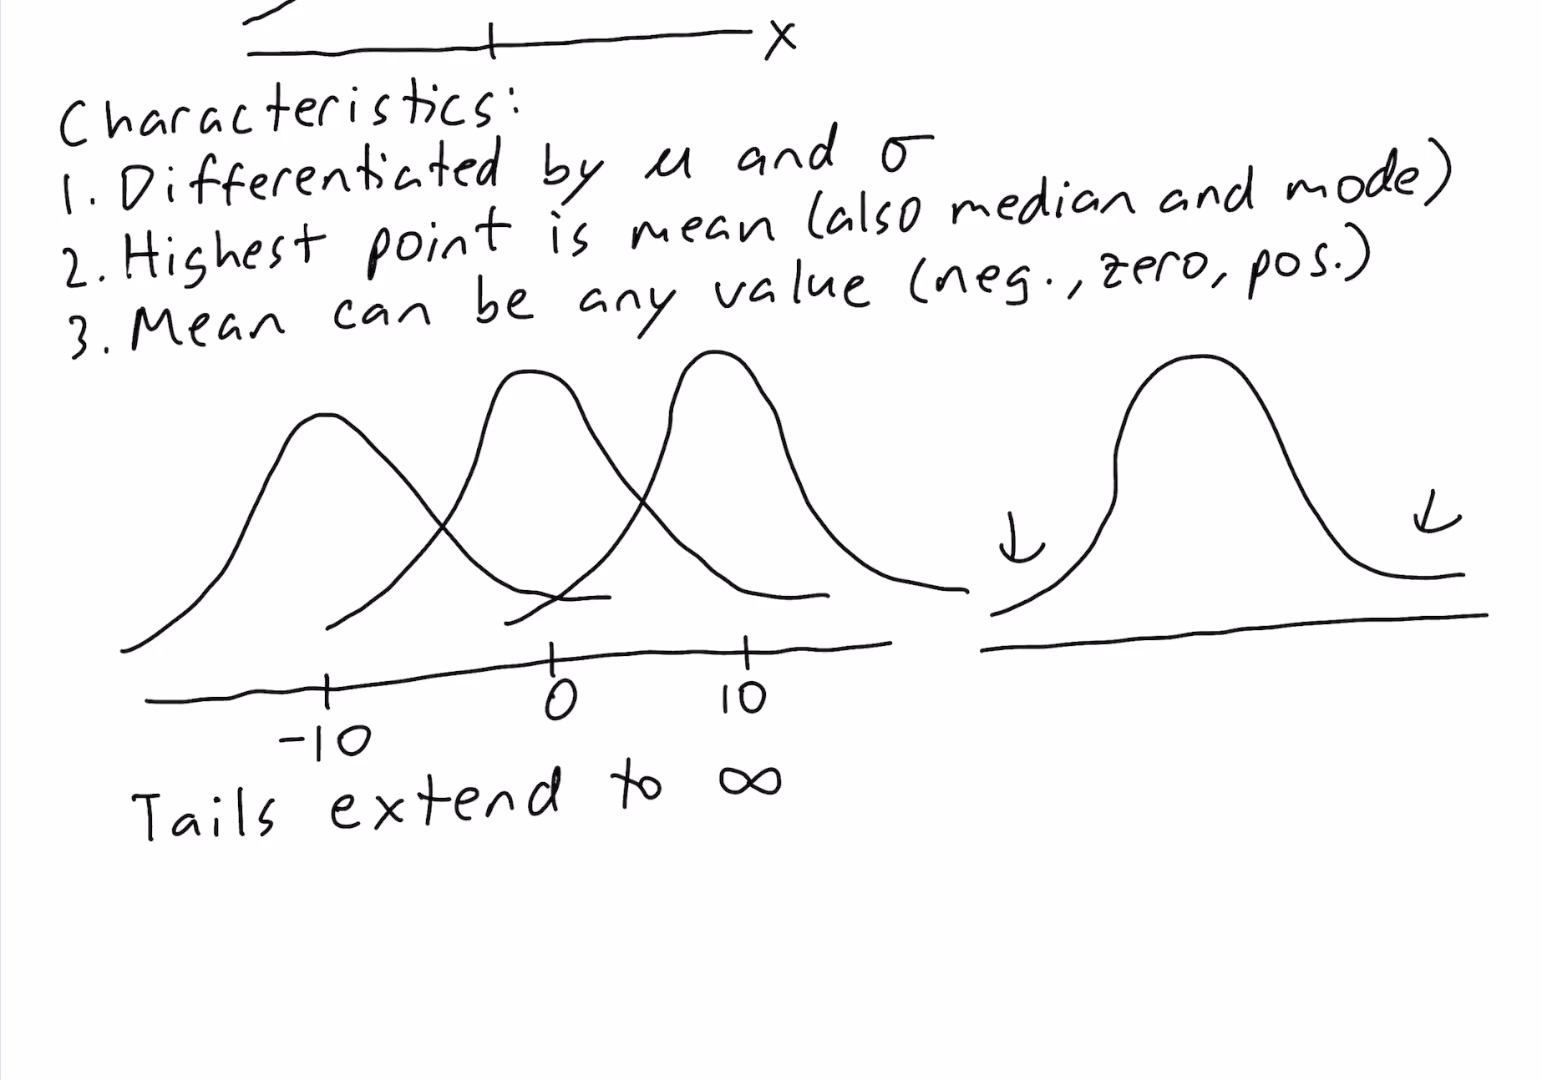 x
Characteristics:
1. Differentiated by μ and σ
2. Highest point is mean (also median and mode)
3. Mean can be any value (neg., zero, pos.)
-10 0 10
Tails extend to ∞